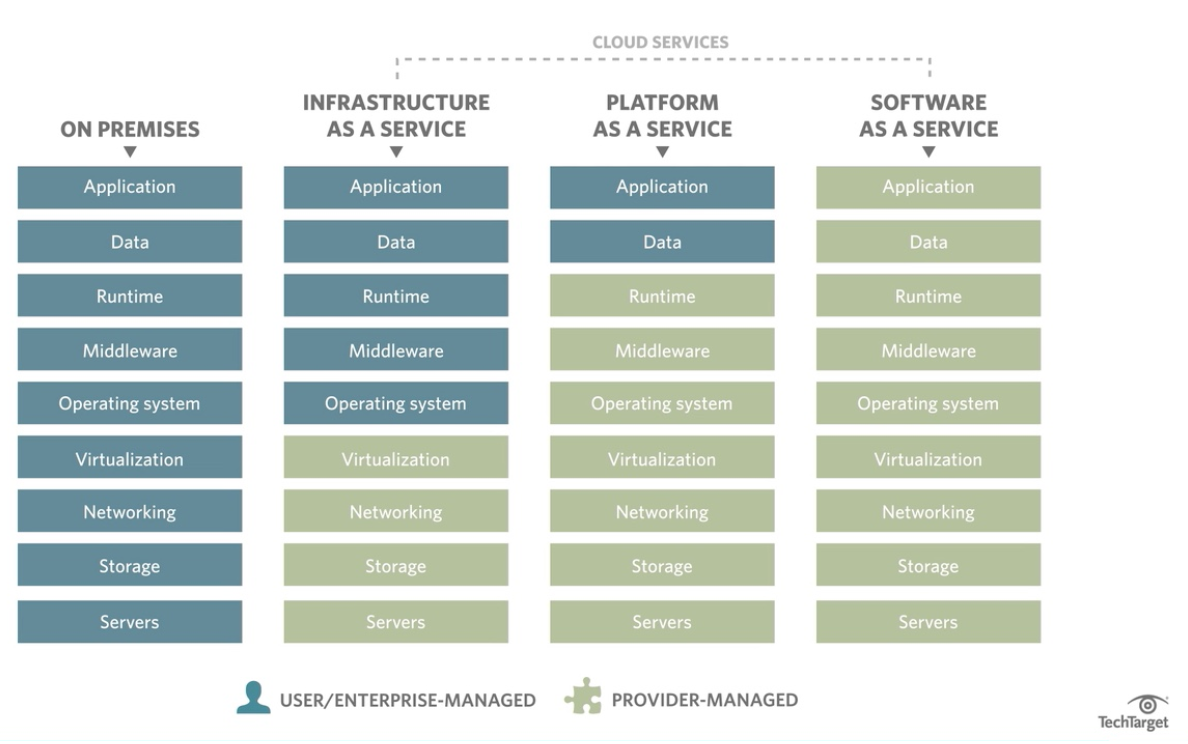 CLOUD SERVICES
ON PREMISES
INFRASTRUCTURE
AS A SERVICE
PLATFORM
AS A SERVICE
SOFTWARE
AS A SERVICE
Application Application Application Application
Data Data Data Data
Runtime Runtime Runtime Runtime
Middleware Middleware Middleware Middleware
Operating system Operating system Operating system Operating system
Virtualization Virtualization Virtualization Virtualization
Networking Networking Networking Networking
Storage Storage Storage Storage
Servers Servers Servers Servers
USER/ENTERPRISE-MANAGED PROVIDER-MANAGED
TechTarget